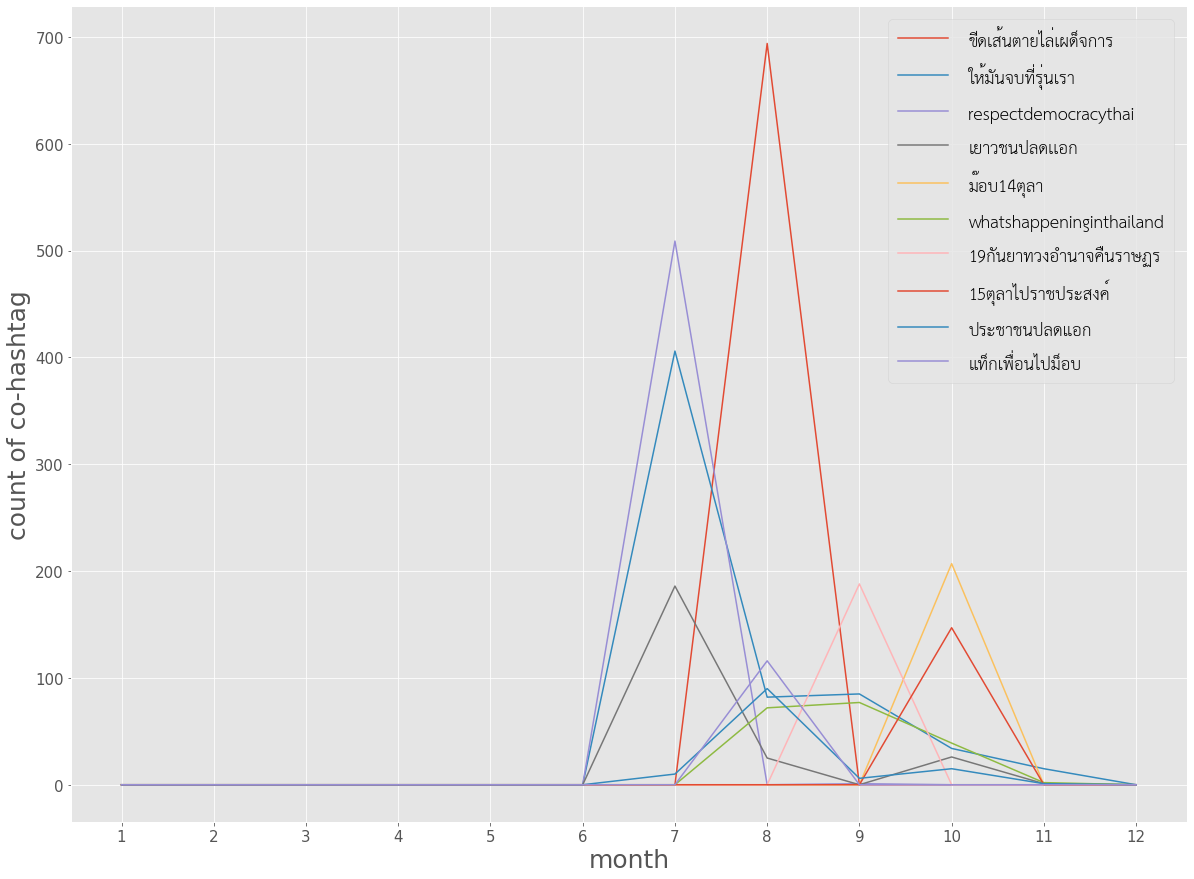 700
600
500
400
300
200
100
0
count of co-hashtag
1 2 3 4 5 6 7 8 9 10 11 12
month
ขีดเส้นตายไล่เผด็จการ
ให้มันจบที่รุ่นเรา
respectdemocracythai
เยาวชนปลดแอก
ม๊อบ14ตุลา
whatshappeninginthailand
19กันยาทวงอำนาจคืนราษฏร
15ตุลาไปราชประสงค์
ประชาชนปลดแอก
แท็กเพื่อนไปม็อบ